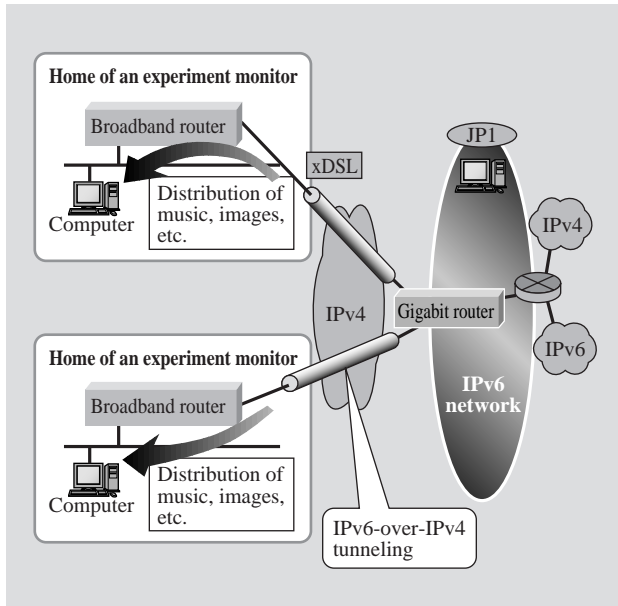 Home of an experiment monitor
Broadband router
Computer
Distribution of
music, images,
etc.
xDSL
JP1
IPv4
Gigabit router
IPv4
IPv6
IPv6
network
Home of an experiment monitor
Broadband router
Computer
Distribution of
music, images,
etc.
IPv6-over-IPv4
tunneling